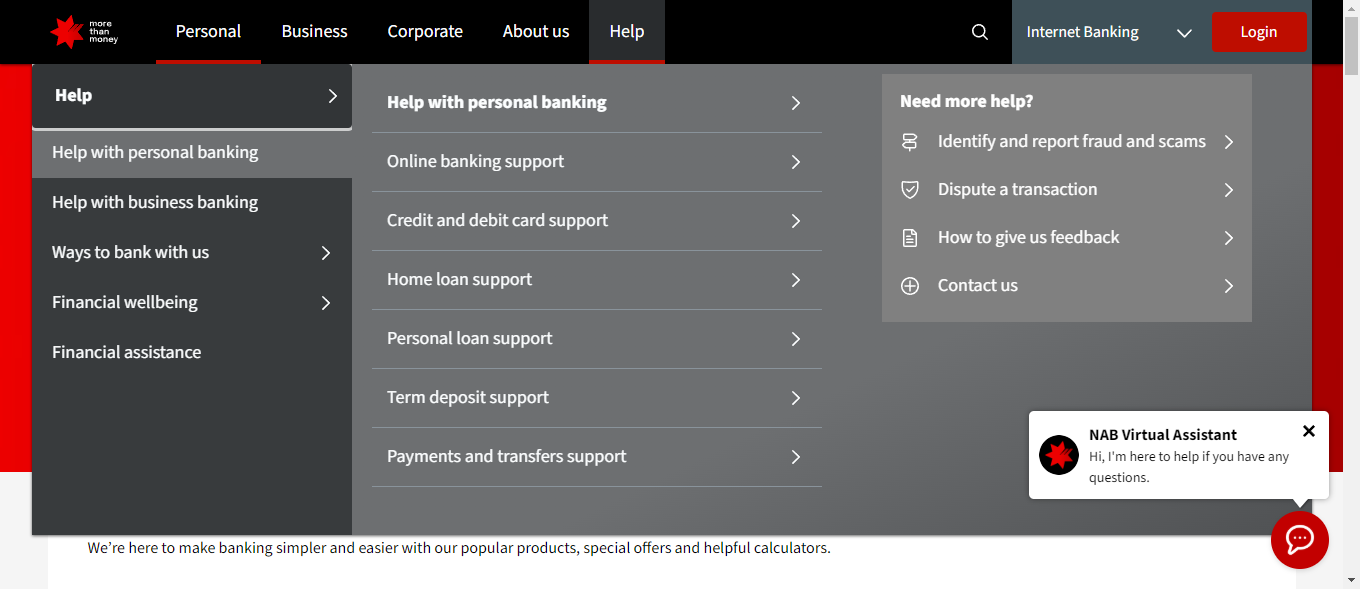 more
than
money
Personal
Business
Corporate
About us
Help
Internet Banking
Login
Help
Help with personal banking
Help with business banking
Ways to bank with us
Financial wellbeing
Financial assistance
Help with personal banking
Online banking support
Credit and debit card support
Home loan support
Personal loan support
Term deposit support
Payments and transfers support
Need more help?
Identify and report fraud and scams
Dispute a transaction
How to give us feedback
Contact us
NAB Virtual Assistant
Hi, I'm here to help if you have any
questions.
We’re here to make banking simpler and easier with our popular products, special offers and helpful calculators.